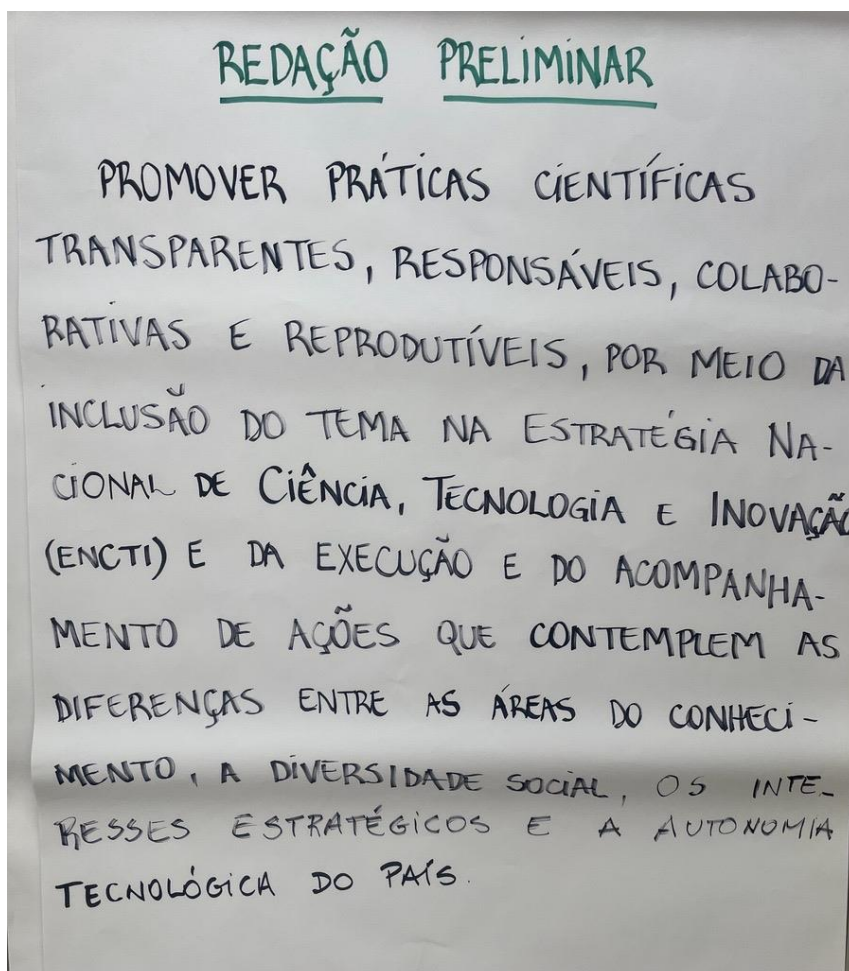 REDAÇÃO PRELIMINAR
PROMOVER PRÁTICAS CIENTÍFICAS
TRANSPARENTES, RESPONSÁVEIS, COLABO-
RATIVAS E REPRODUTÍVEIS, POR MEIO DA
INCLUSÃO DO TEMA NA ESTRATÉGIA NA-
CIONAL DE CIÊNCIA, TECNOLOGIA E INOVAÇÃO
(ENCTI) E DA EXECUÇÃO E DO ACOMPANHA-
MENTO DE AÇÕES QUE CONTEMPLEM AS
DIFERENÇAS ENTRE AS ÁREAS DO CONHECI-
MENTO, A DIVERSIDADE SOCIAL, OS INTE-
RESSES ESTRATÉGICOS E A AUTONOMIA
TECNOLÓGICA DO PAÍS.